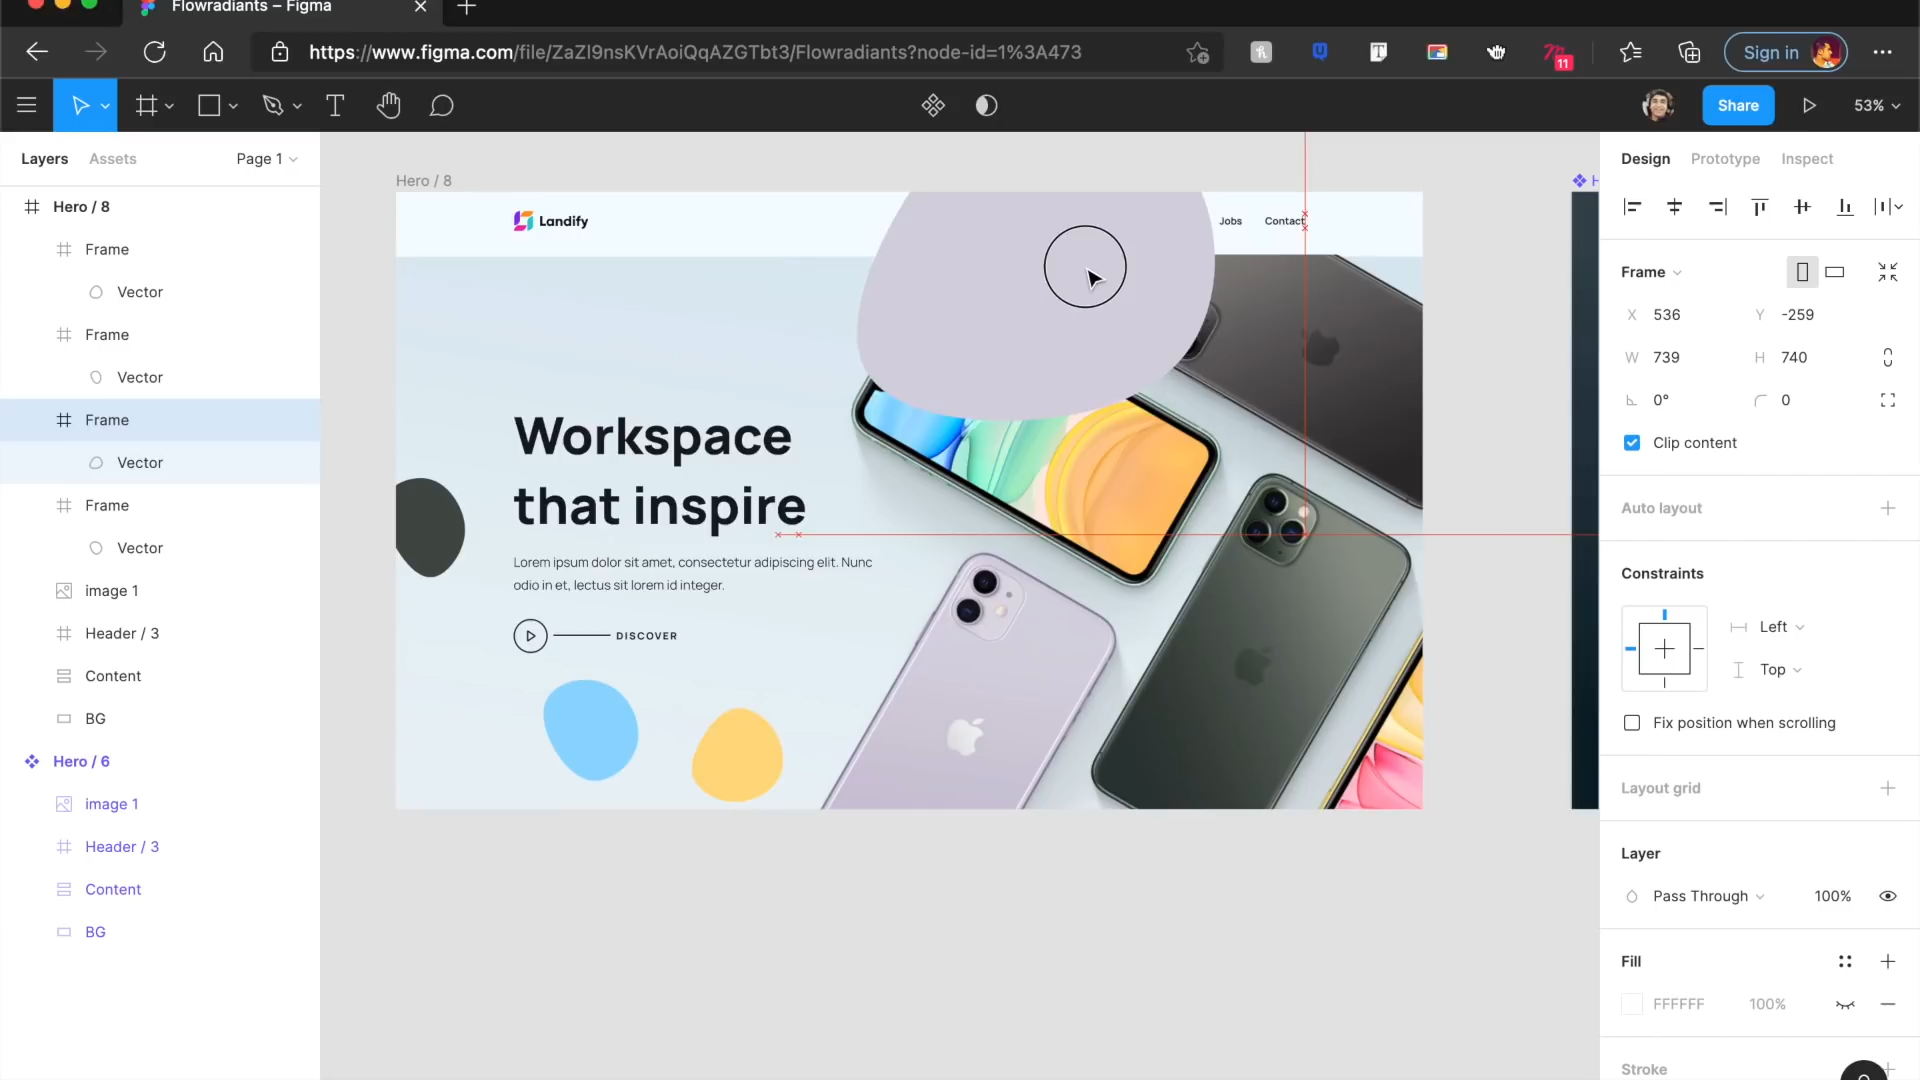 Flowradiants – Figma
https://www.figma.com/file/ZaZl9nsKVrAoiQqAZGTbt3/Flowradiants?node-id=1%3A473
11
Sign in
Share
53%
Layers
Assets
Page 1
Hero / 8
Frame
Vector
Frame
Vector
Frame
Vector
Frame
Vector
image 1
Header / 3
Content
BG
Hero / 6
image 1
Header / 3
Content
BG
Hero / 8
H
Landify
Jobs
Contact
Workspace
that inspire
Lorem ipsum dolor sit amet, consectetur adipiscing elit. Nunc
odio in et, lectus sit lorem id integer.
DISCOVER
Design
Prototype
Inspect
Frame
X 536
Y -259
W 739
H 740
0°
0
Clip content
Auto layout
Constraints
Left
Top
Fix position when scrolling
Layout grid
Layer
Pass Through
100%
Fill
FFFFFF
100%
Stroke